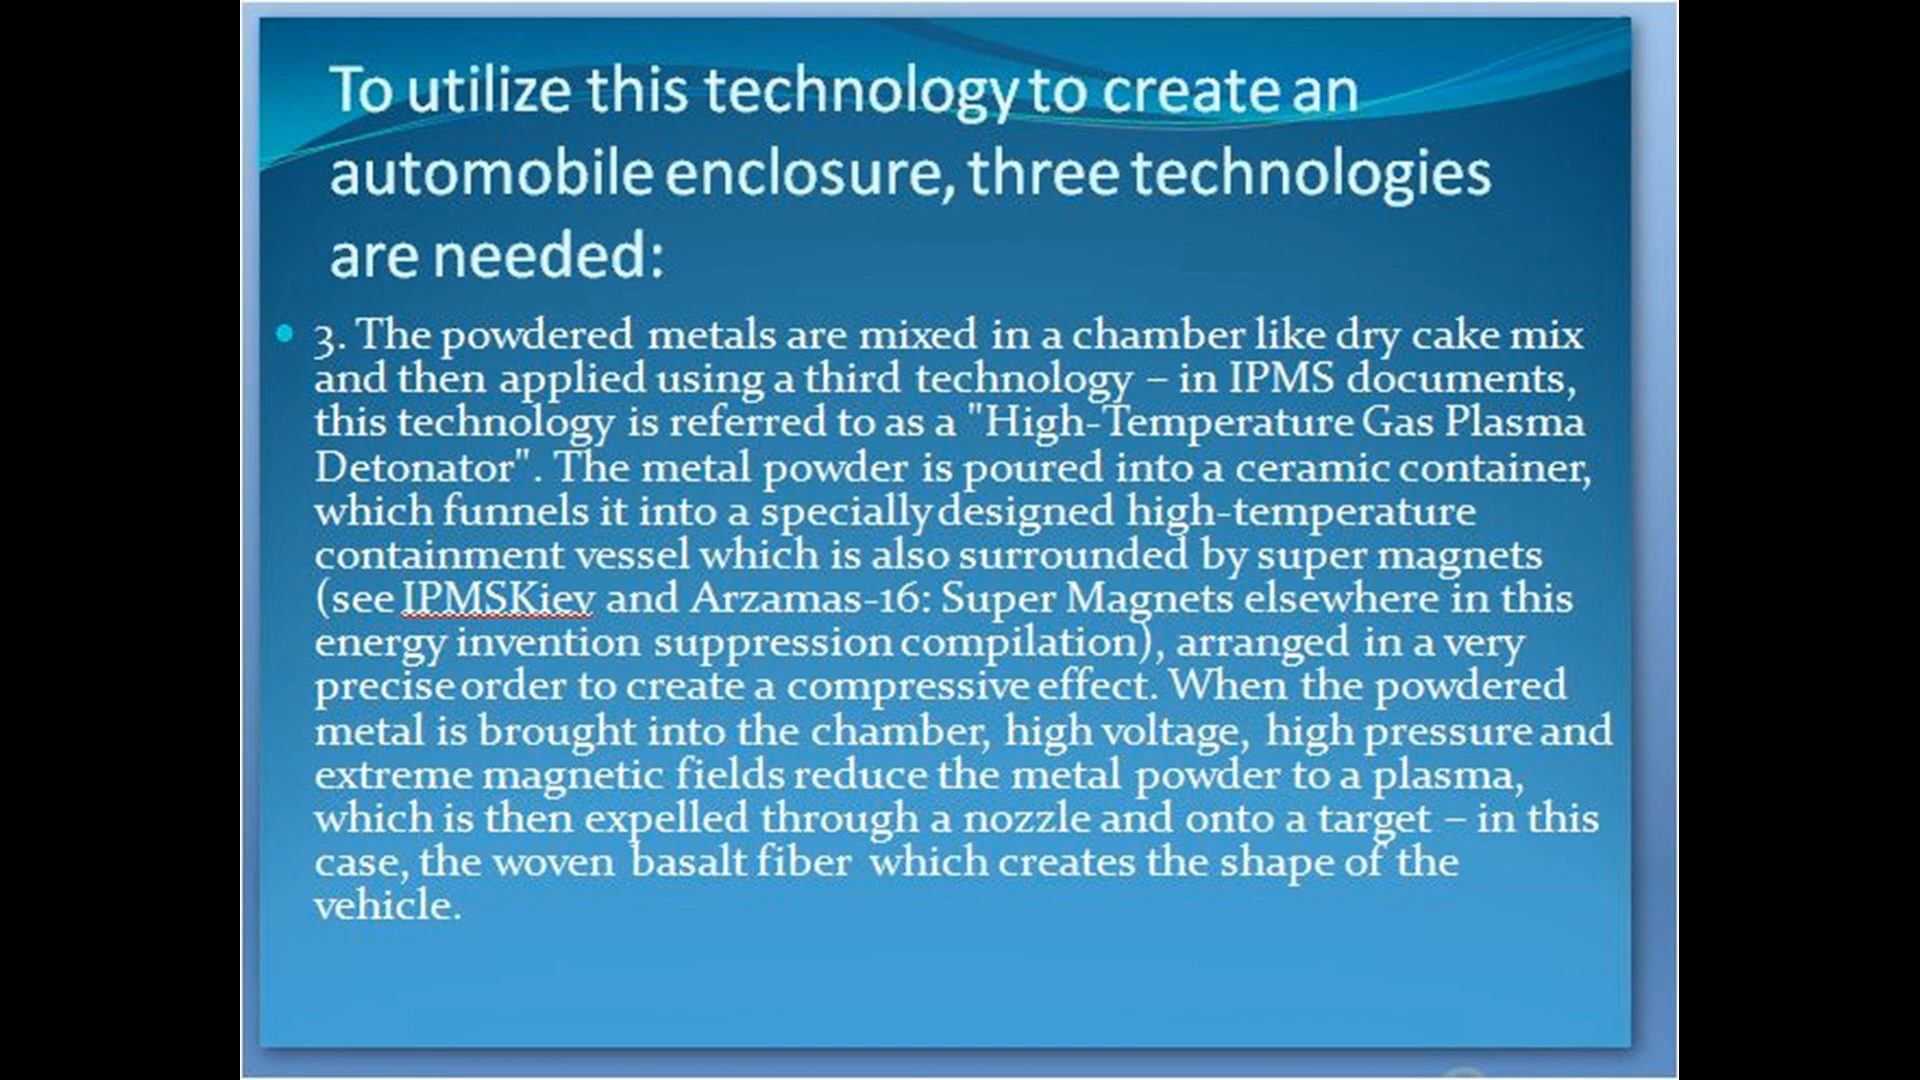 To utilize this technology to create an
automobile enclosure, three technologies
are needed:
• 3. The powdered metals are mixed in a chamber like dry cake mix
and then applied using a third technology – in IPMS documents,
this technology is referred to as a "High-Temperature Gas Plasma
Detonator". The metal powder is poured into a ceramic container,
which funnels it into a specially designed high-temperature
containment vessel which is also surrounded by super magnets
(see IPMSKiev and Arzamas-16: Super Magnets elsewhere in this
energy invention suppression compilation), arranged in a very
precise order to create a compressive effect. When the powdered
metal is brought into the chamber, high voltage, high pressure and
extreme magnetic fields reduce the metal powder to a plasma,
which is then expelled through a nozzle and onto a target – in this
case, the woven basalt fiber which creates the shape of the
vehicle.